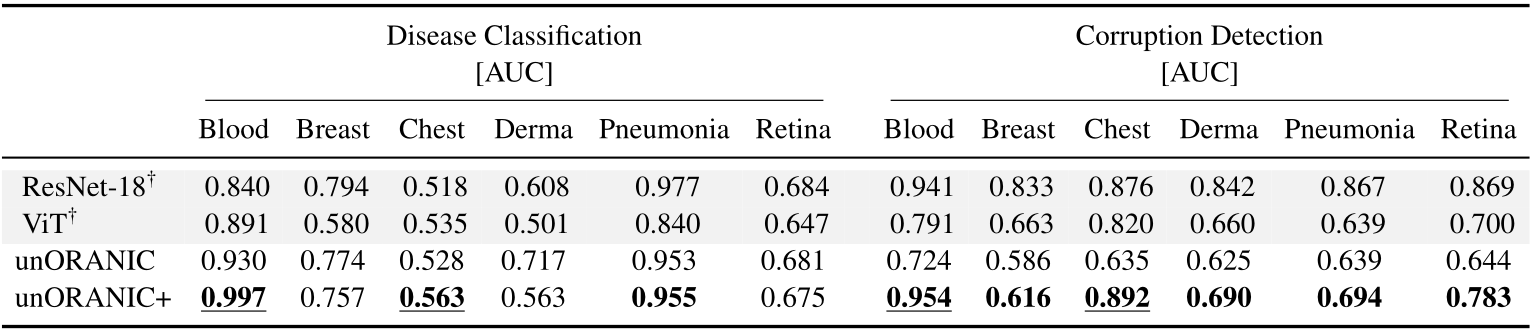 Disease Classification Corruption Detection
[AUC] [AUC]
Blood Breast Chest Derma Pneumonia Retina Blood Breast Chest Derma Pneumonia Retina
ResNet-18† 0.840 0.794 0.518 0.608 0.977 0.684 0.941 0.833 0.876 0.842 0.867 0.869
ViT† 0.891 0.580 0.535 0.501 0.840 0.647 0.791 0.663 0.820 0.660 0.639 0.700
unORANIC 0.930 0.774 0.528 0.717 0.953 0.681 0.724 0.586 0.635 0.625 0.639 0.644
unORANIC+ 0.997 0.757 0.563 0.563 0.955 0.675 0.954 0.616 0.892 0.690 0.694 0.783